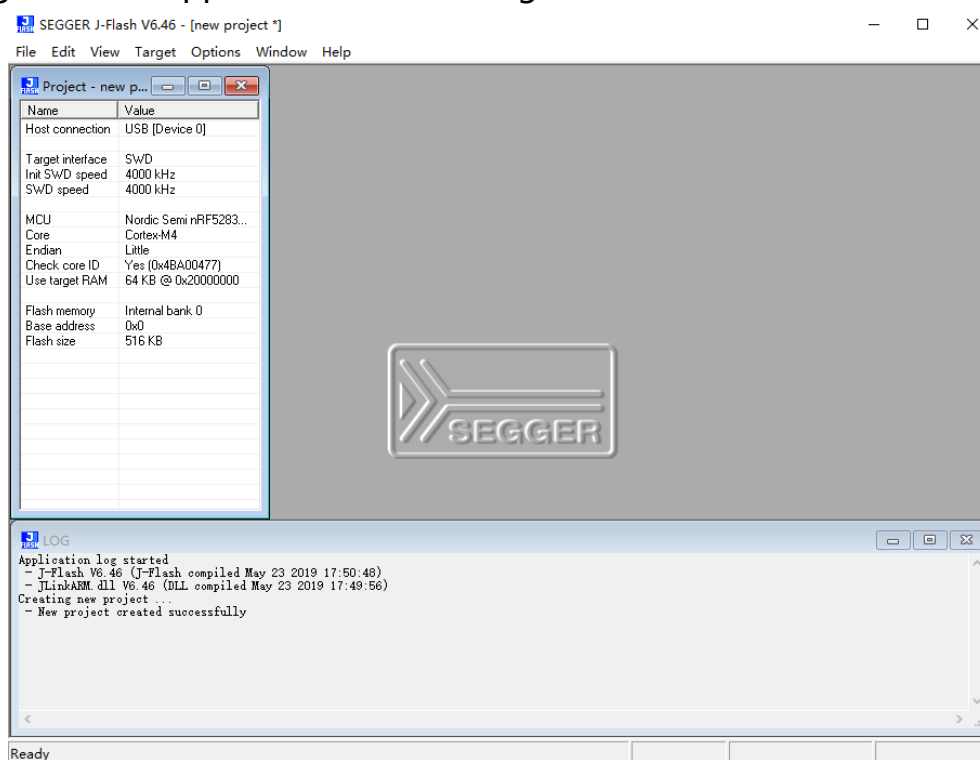 SEGGER J-Flash V6.46 - [new project *]
File Edit View Target Options Window Help
Project - new p...
Name Value
Host connection USB [Device 0]
Target interface SWD
Init SWD speed 4000 kHz
SWD speed 4000 kHz
MCU Nordic Semi nRF5283...
Core Cortex-M4
Endian Little
Check core ID Yes (0x4BA00477)
Use target RAM 64 KB @ 0x20000000
Flash memory Internal bank 0
Base address 0x0
Flash size 516 KB
SEGGER
LOG
Application log started
- J-Flash V6.46 (J-Flash compiled May 23 2019 17:50:48)
- JLinkARM.dll V6.46 (DLL compiled May 23 2019 17:49:56)
Creating new project ...
- New project created successfully
Ready